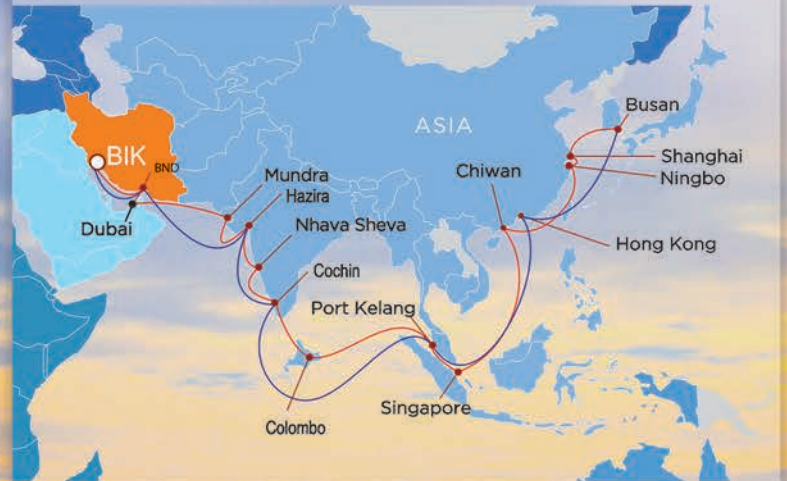 Busan
ASIA
Shanghai
BIK
BND
Chiwan
Ningbo
Mundra
Hazira
Dubai
Nhava Sheva
Hong Kong
Cochin
Port Kelang
Singapore
Colombo